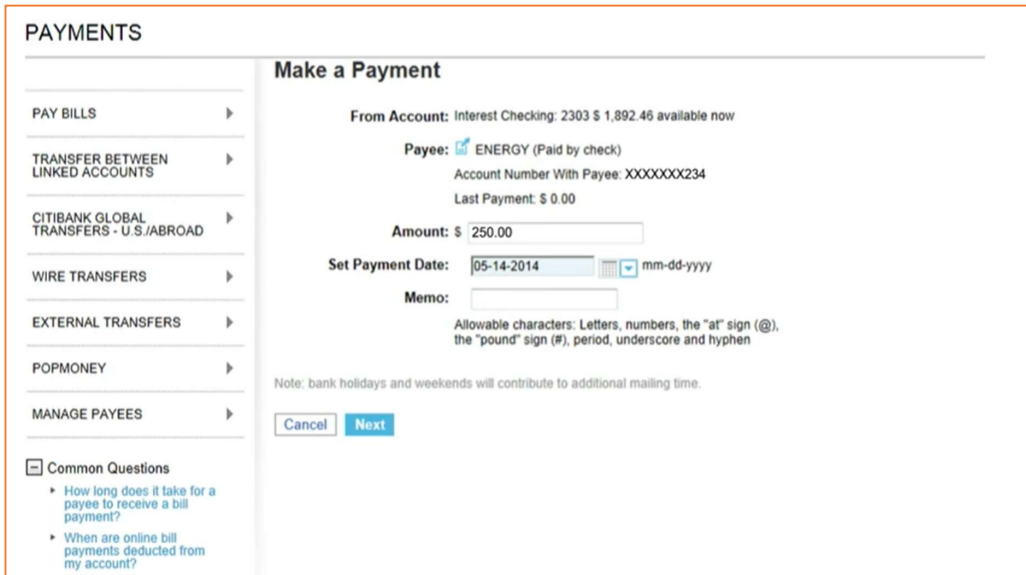 PAYMENTS
PAY BILLS
TRANSFER BETWEEN
LINKED ACCOUNTS
CITIBANK GLOBAL
TRANSFERS - U.S./ABROAD
WIRE TRANSFERS
EXTERNAL TRANSFERS
POPMONEY
MANAGE PAYEES
Common Questions
How long does it take for a
payee to receive a bill
payment?
When are online bill
payments deducted from
my account?
Make a Payment
From Account: Interest Checking: 2303 $ 1,892.46 available now
Payee: ENERGY (Paid by check)
Account Number With Payee: XXXXXXX234
Last Payment: $ 0.00
Amount: $ 250.00
Set Payment Date: 05-14-2014 mm-dd-yyyy
Memo:
Allowable characters: Letters, numbers, the "at" sign (@),
the "pound" sign (#), period, underscore and hyphen
Note: bank holidays and weekends will contribute to additional mailing time.
Cancel Next